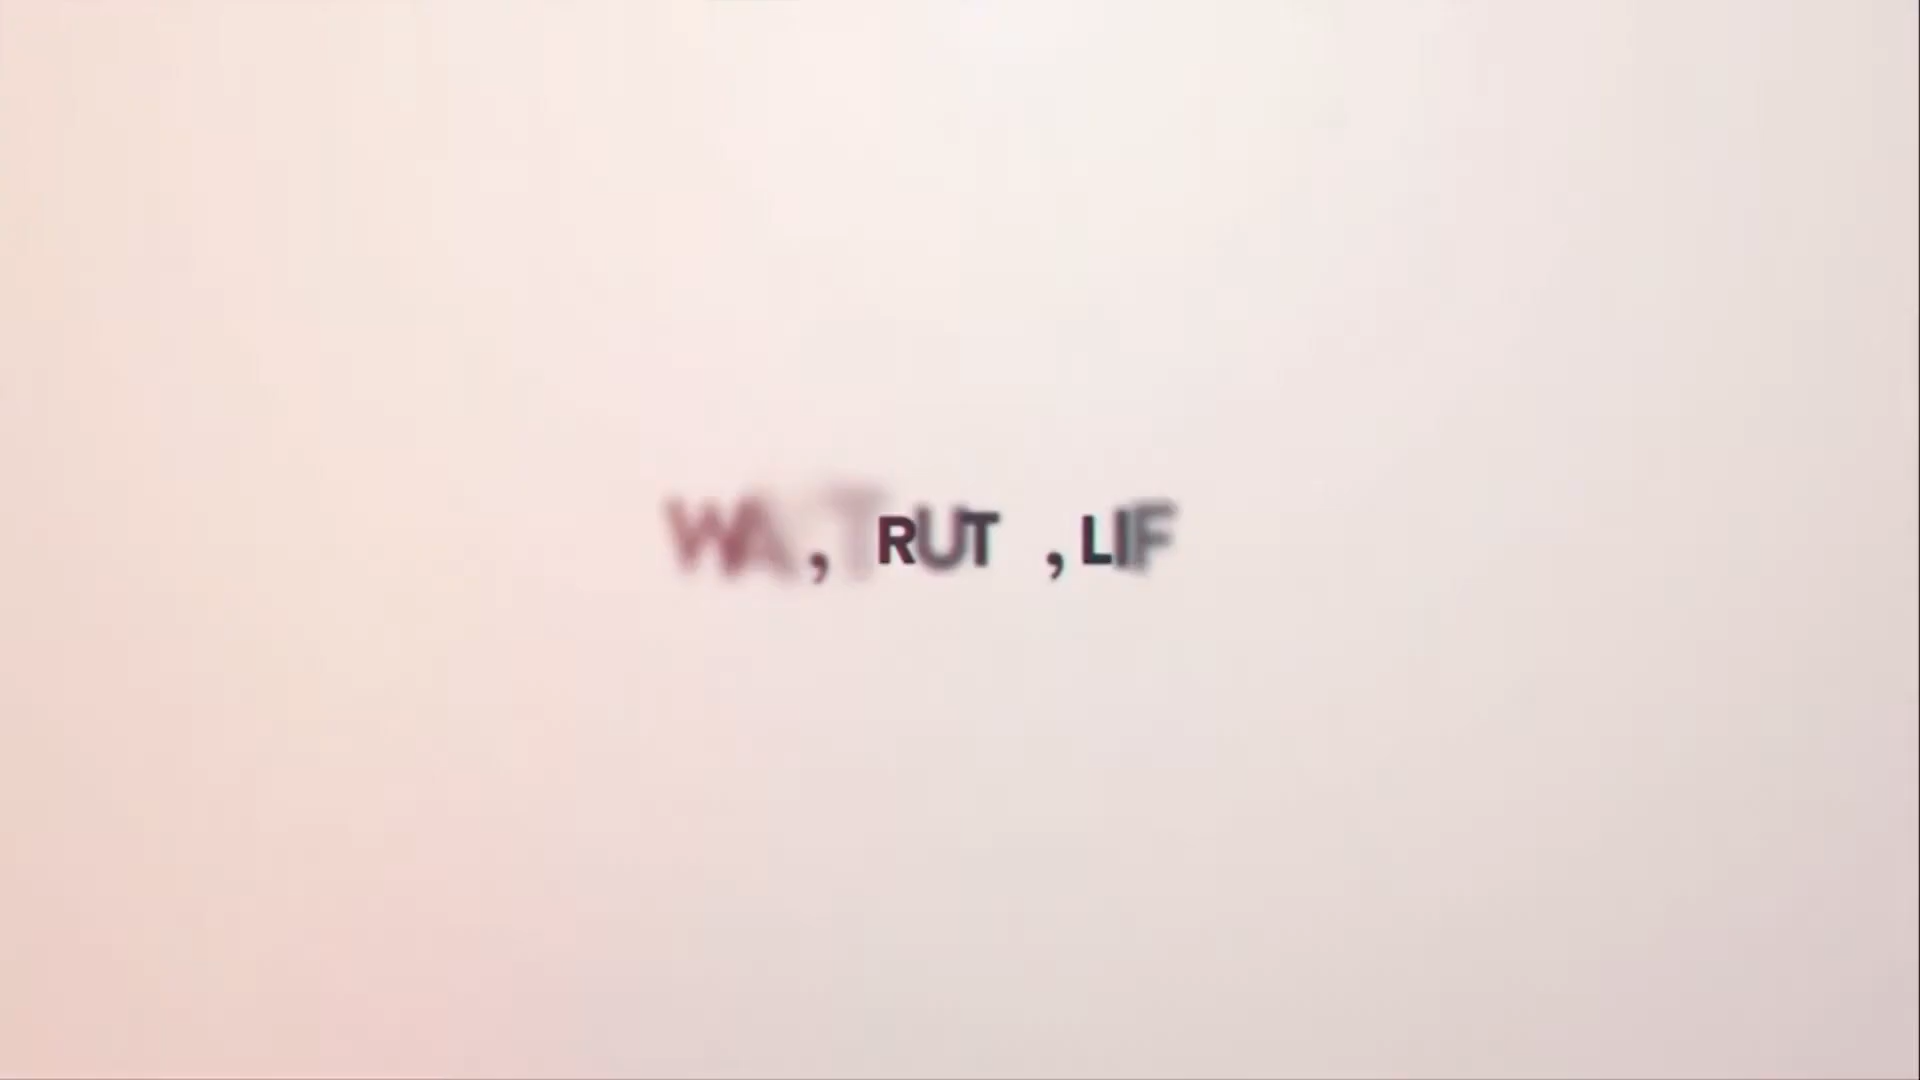 WA , TRUT , LIF